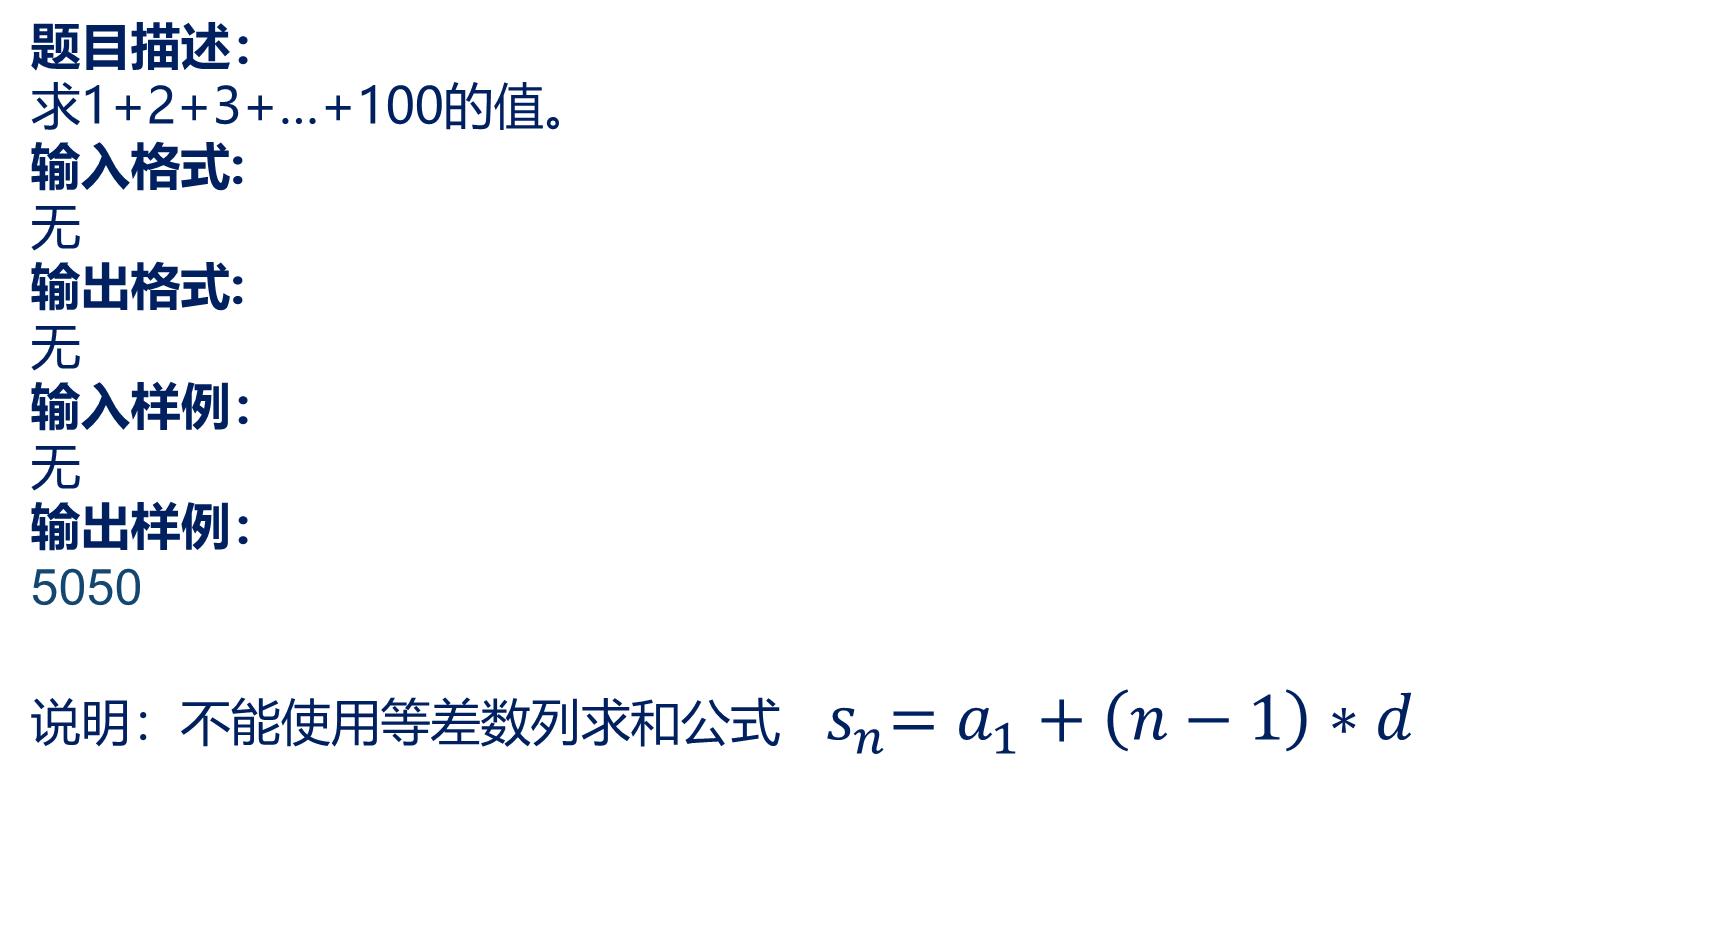 题目描述：
求1+2+3+...+100的值。
输入格式:
无
输出格式:
无
输入样例：
无
输出样例：
5050
说明：不能使用等差数列求和公式 sₙ= a₁ + (n − 1) ∗ d